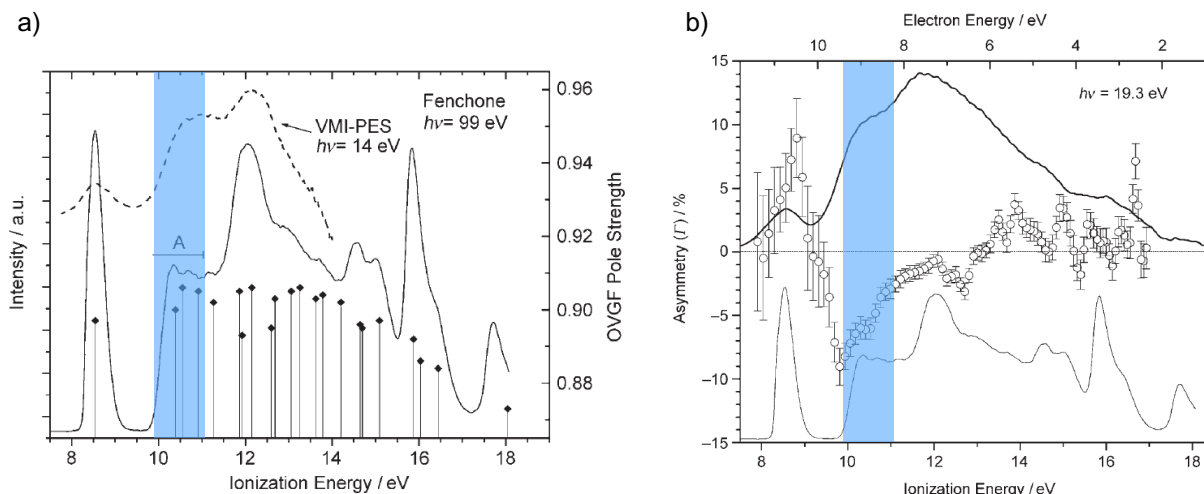 a)
Intensity / a.u.
VMI-PES
hν= 14 eV
Fenchone
hν= 99 eV
A
0.96
0.94
0.92
0.90
0.88
OVGF Pole Strength
8 10 12 14 16 18
Ionization Energy / eV
b)
Electron Energy / eV
10 8 6 4 2
hν = 19.3 eV
Asymmetry (Γ) / %
15
10
5
0
−5
−10
−15
8 10 12 14 16 18
Ionization Energy / eV